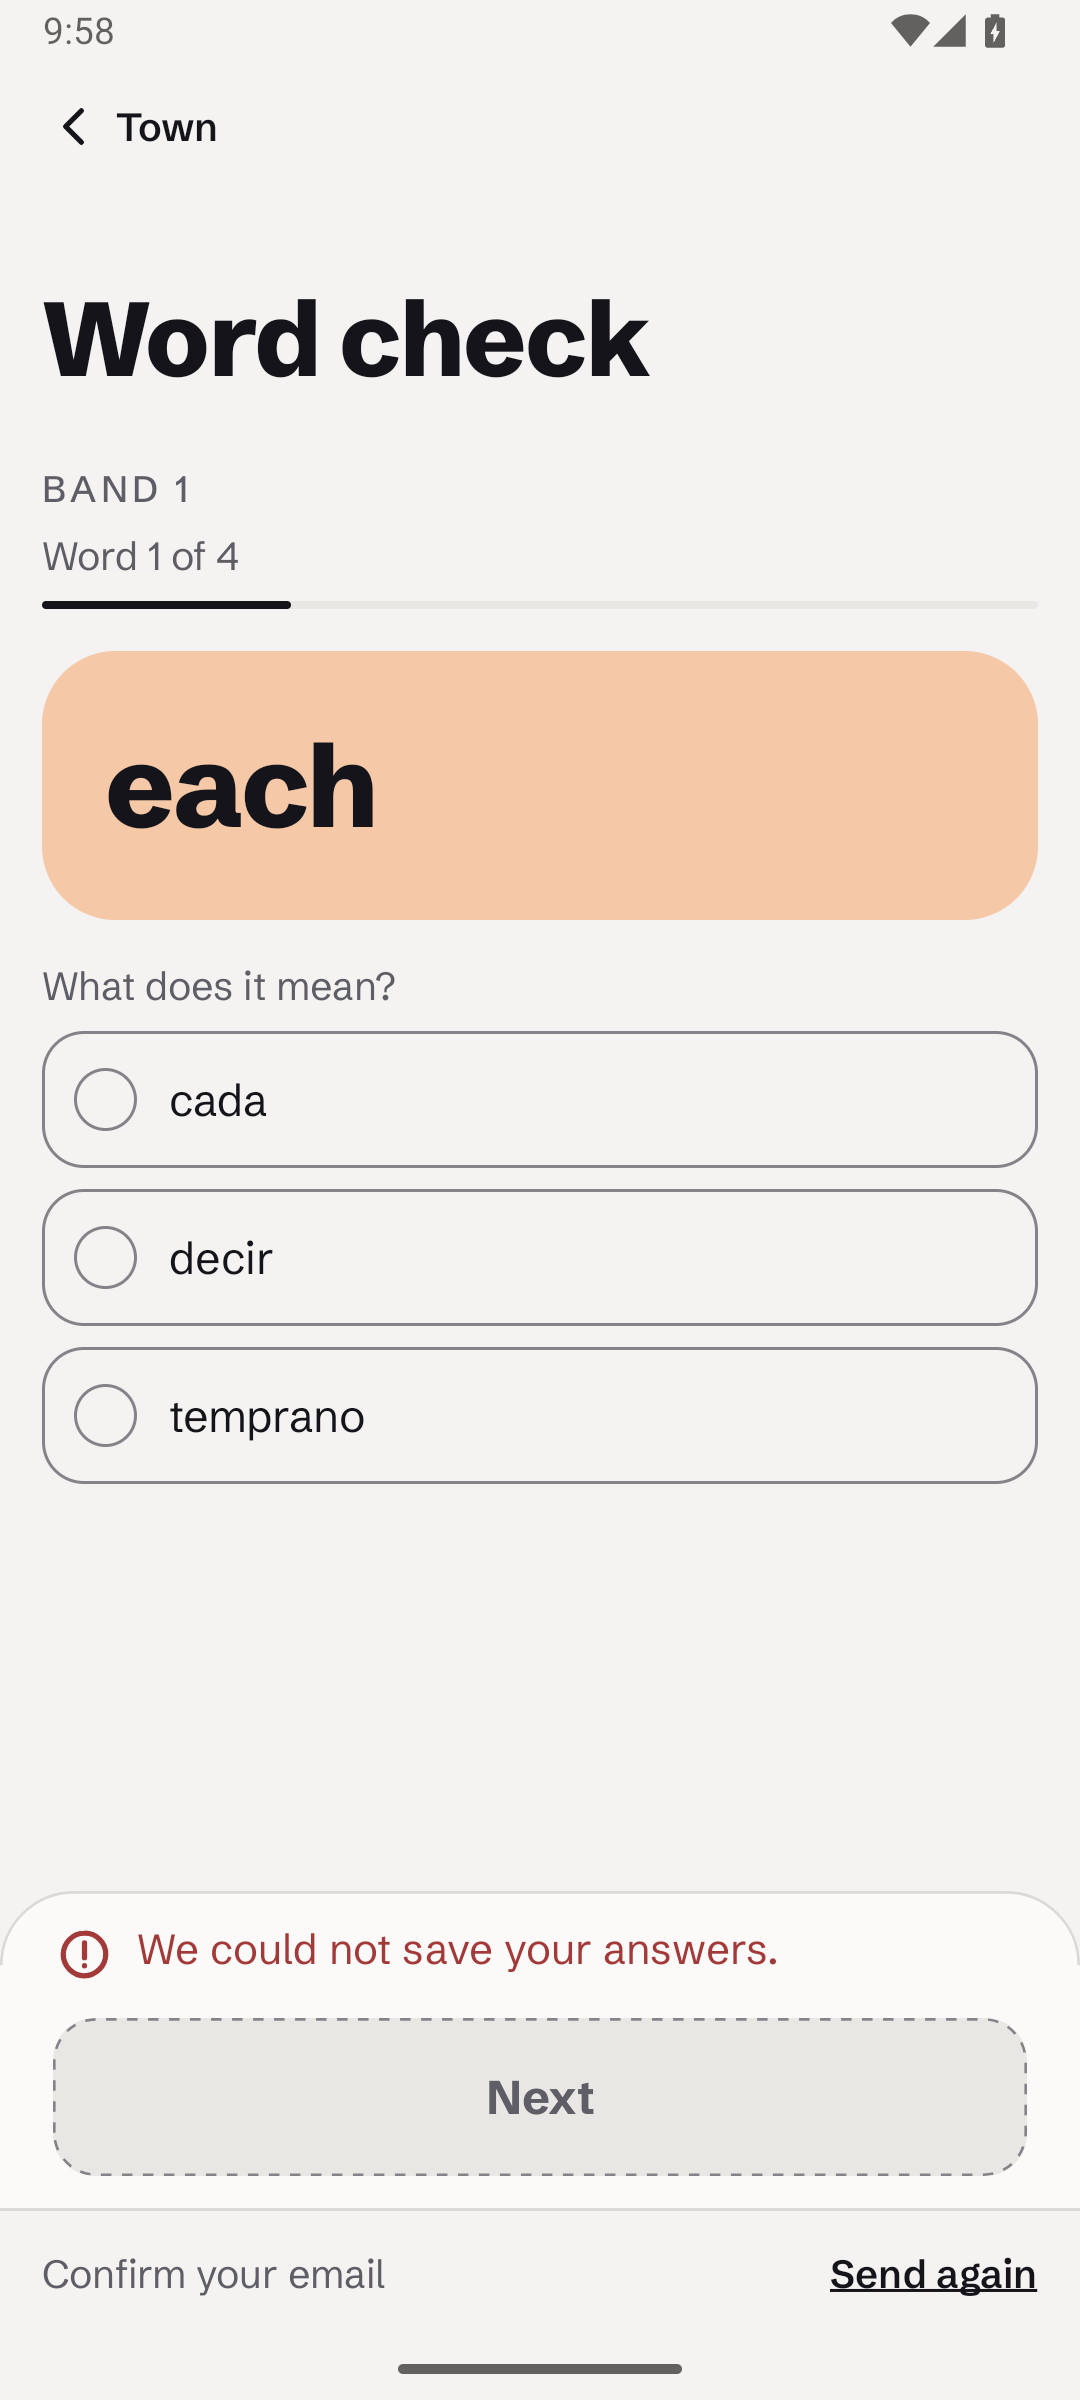 9:58
Town
Word check
BAND 1
Word 1 of 4
each
What does it mean?
cada
decir
temprano
We could not save your answers.
Next
Confirm your email
Send again